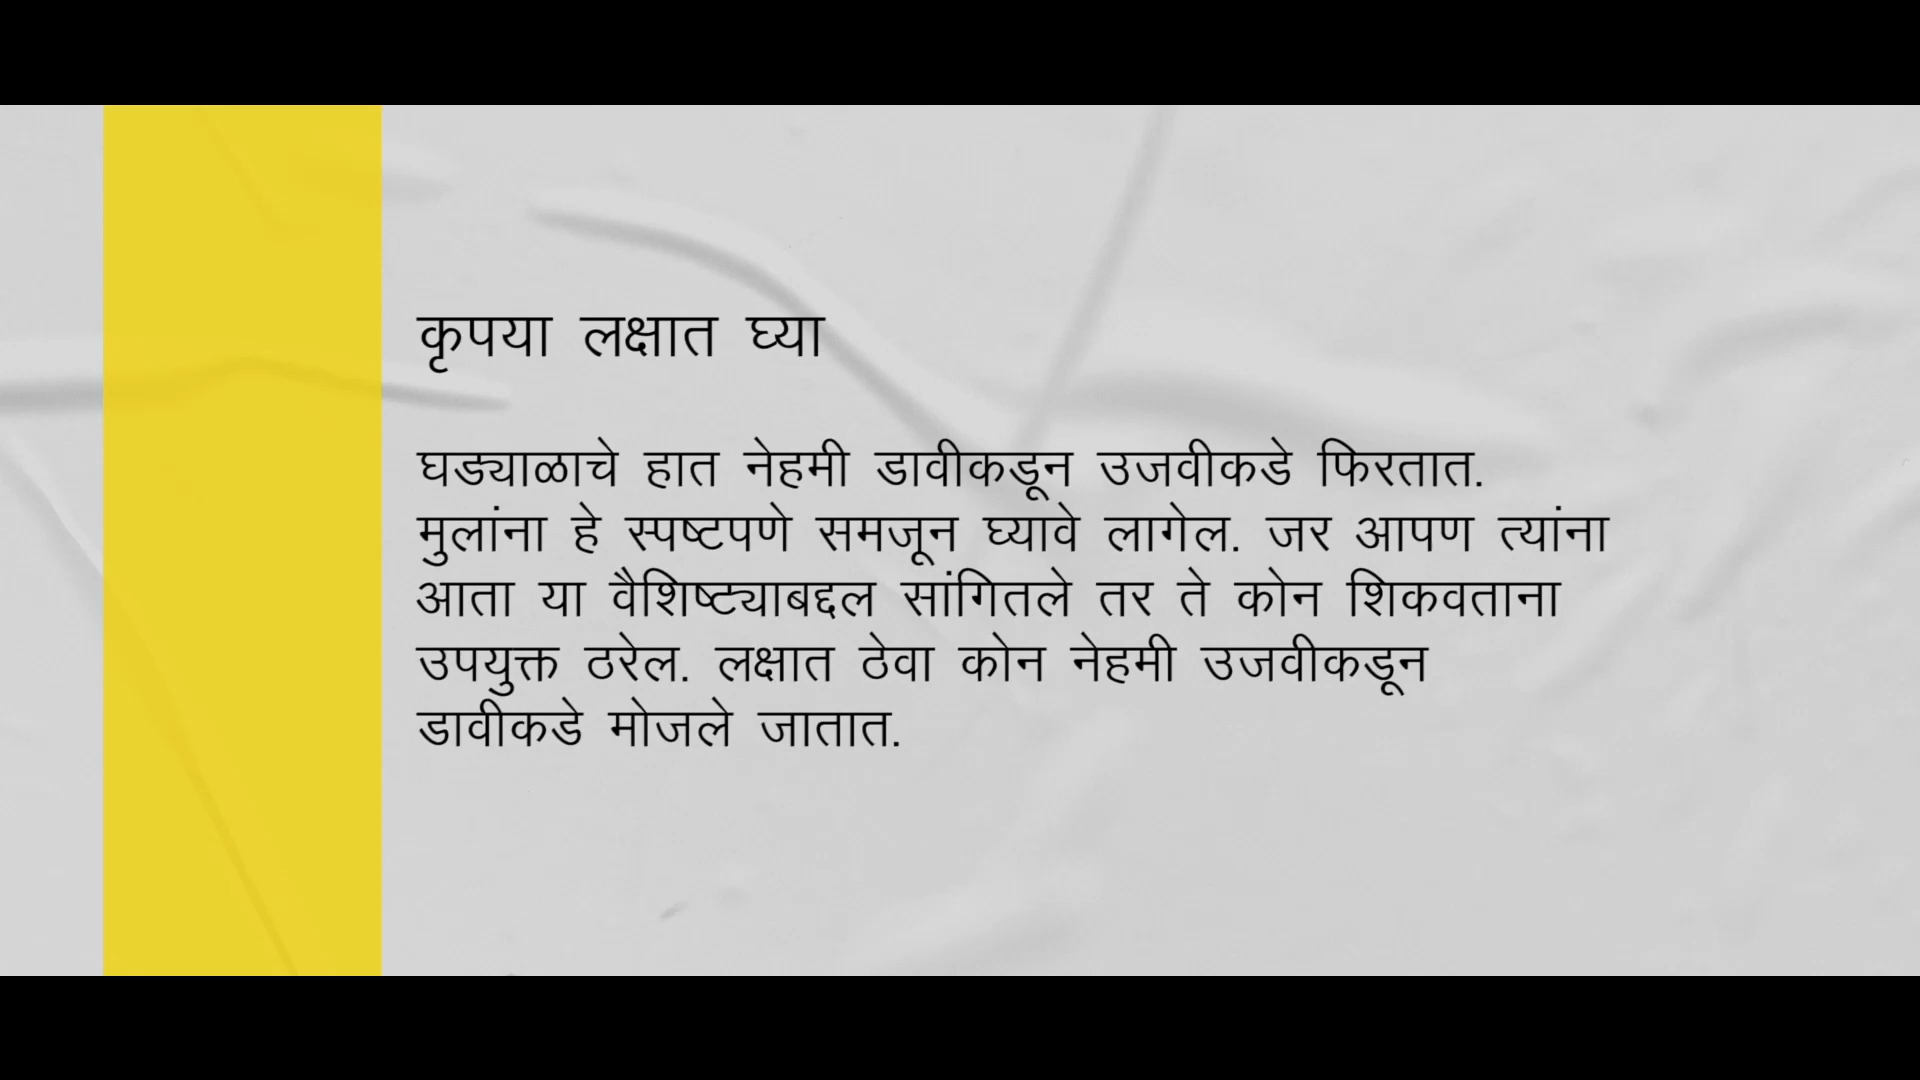 कृपया लक्षात घ्या
घड्याळाचे हात नेहमी डावीकडून उजवीकडे फिरतात.
मुलांना हे स्पष्टपणे समजून घ्यावे लागेल. जर आपण त्यांना
आता या वैशिष्ट्याबद्दल सांगितले तर ते कोन शिकवताना
उपयुक्त ठरेल. लक्षात ठेवा कोन नेहमी उजवीकडून
डावीकडे मोजले जातात.